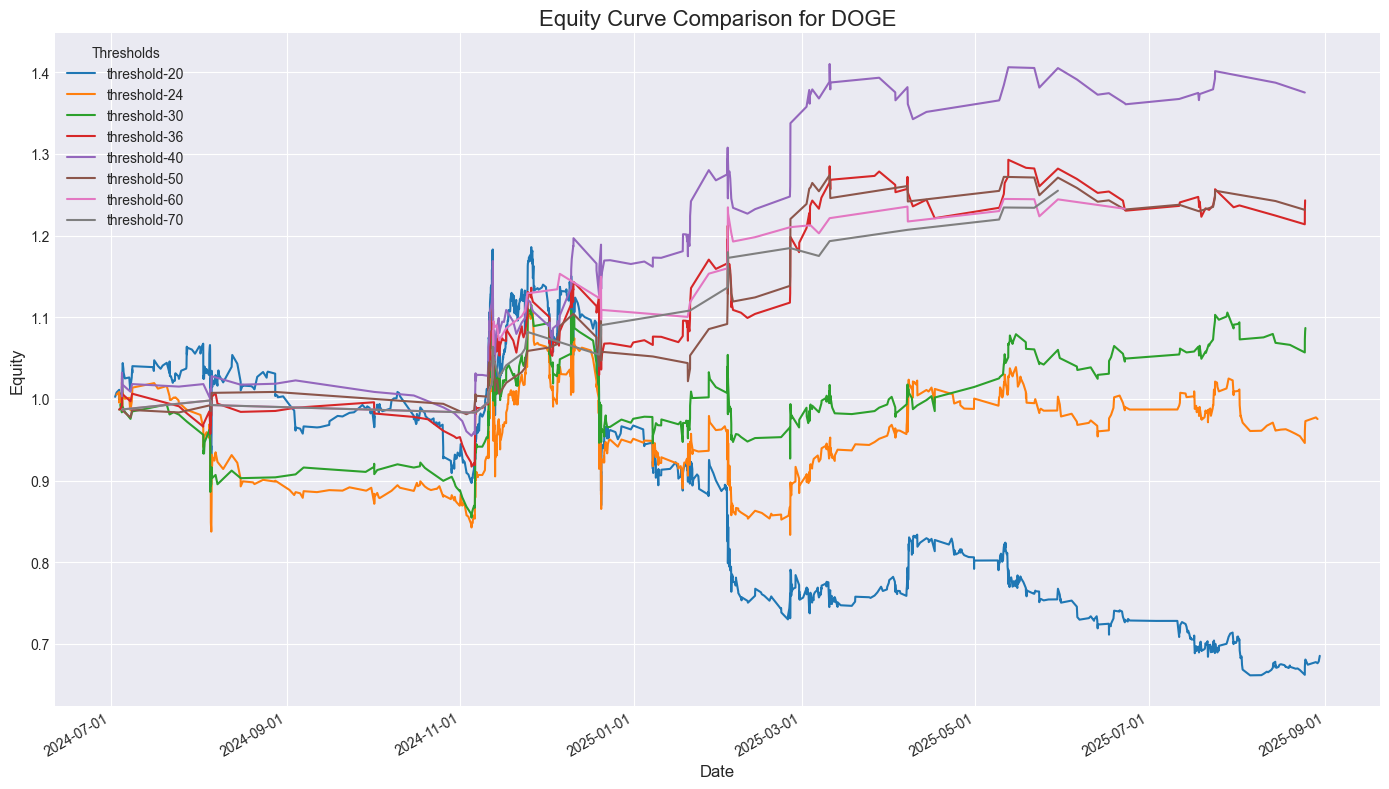 Equity Curve Comparison for DOGE
Thresholds
threshold-20
threshold-24
threshold-30
threshold-36
threshold-40
threshold-50
threshold-60
threshold-70
Equity
1.4
1.3
1.2
1.1
1.0
0.9
0.8
0.7
2024-07-01
2024-09-01
2024-11-01
2025-01-01
2025-03-01
2025-05-01
2025-07-01
2025-09-01
Date